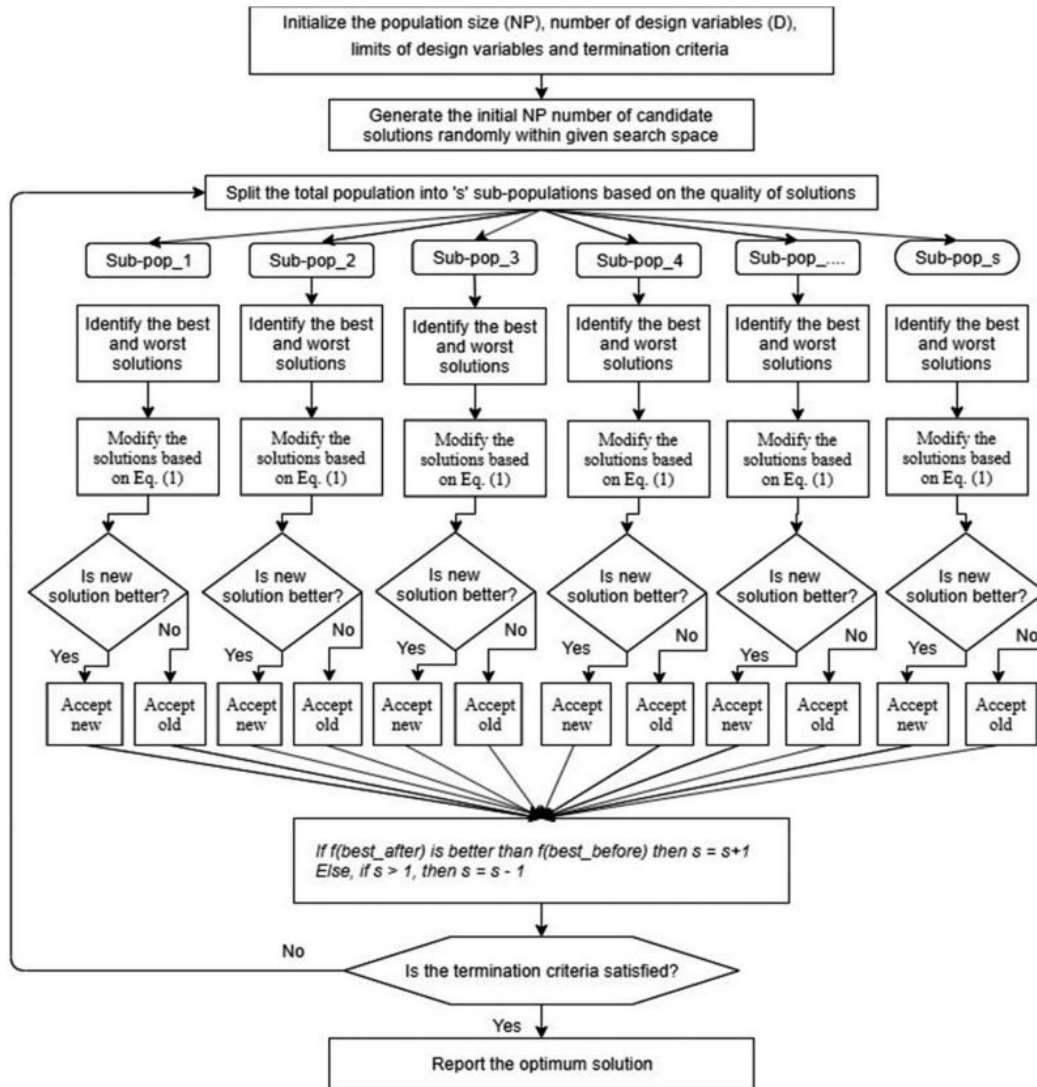 Initialize the population size (NP), number of design variables (D),
limits of design variables and termination criteria
Generate the initial NP number of candidate
solutions randomly within given search space
Split the total population into 's' sub-populations based on the quality of solutions
Sub-pop_1
Sub-pop_2
Sub-pop_3
Sub-pop_4
Sub-pop_....
Sub-pop_s
Identify the best
and worst
solutions
Identify the best
and worst
solutions
Identify the best
and worst
solutions
Identify the best
and worst
solutions
Identify the best
and worst
solutions
Identify the best
and worst
solutions
Modify the
solutions based
on Eq. (1)
Modify the
solutions based
on Eq. (1)
Modify the
solutions based
on Eq. (1)
Modify the
solutions based
on Eq. (1)
Modify the
solutions based
on Eq. (1)
Modify the
solutions based
on Eq. (1)
Is new
solution better?
Is new
solution better?
Is new
solution better?
Is new
solution better?
Is new
solution better?
Is new
solution better?
Yes
No
Yes
No
Yes
No
Yes
No
Yes
No
Yes
No
Accept
new
Accept
old
Accept
new
Accept
old
Accept
new
Accept
old
Accept
new
Accept
old
Accept
new
Accept
old
Accept
new
Accept
old
If f(best_after) is better than f(best_before) then s = s+1
Else, if s > 1, then s = s - 1
No
Is the termination criteria satisfied?
Yes
Report the optimum solution